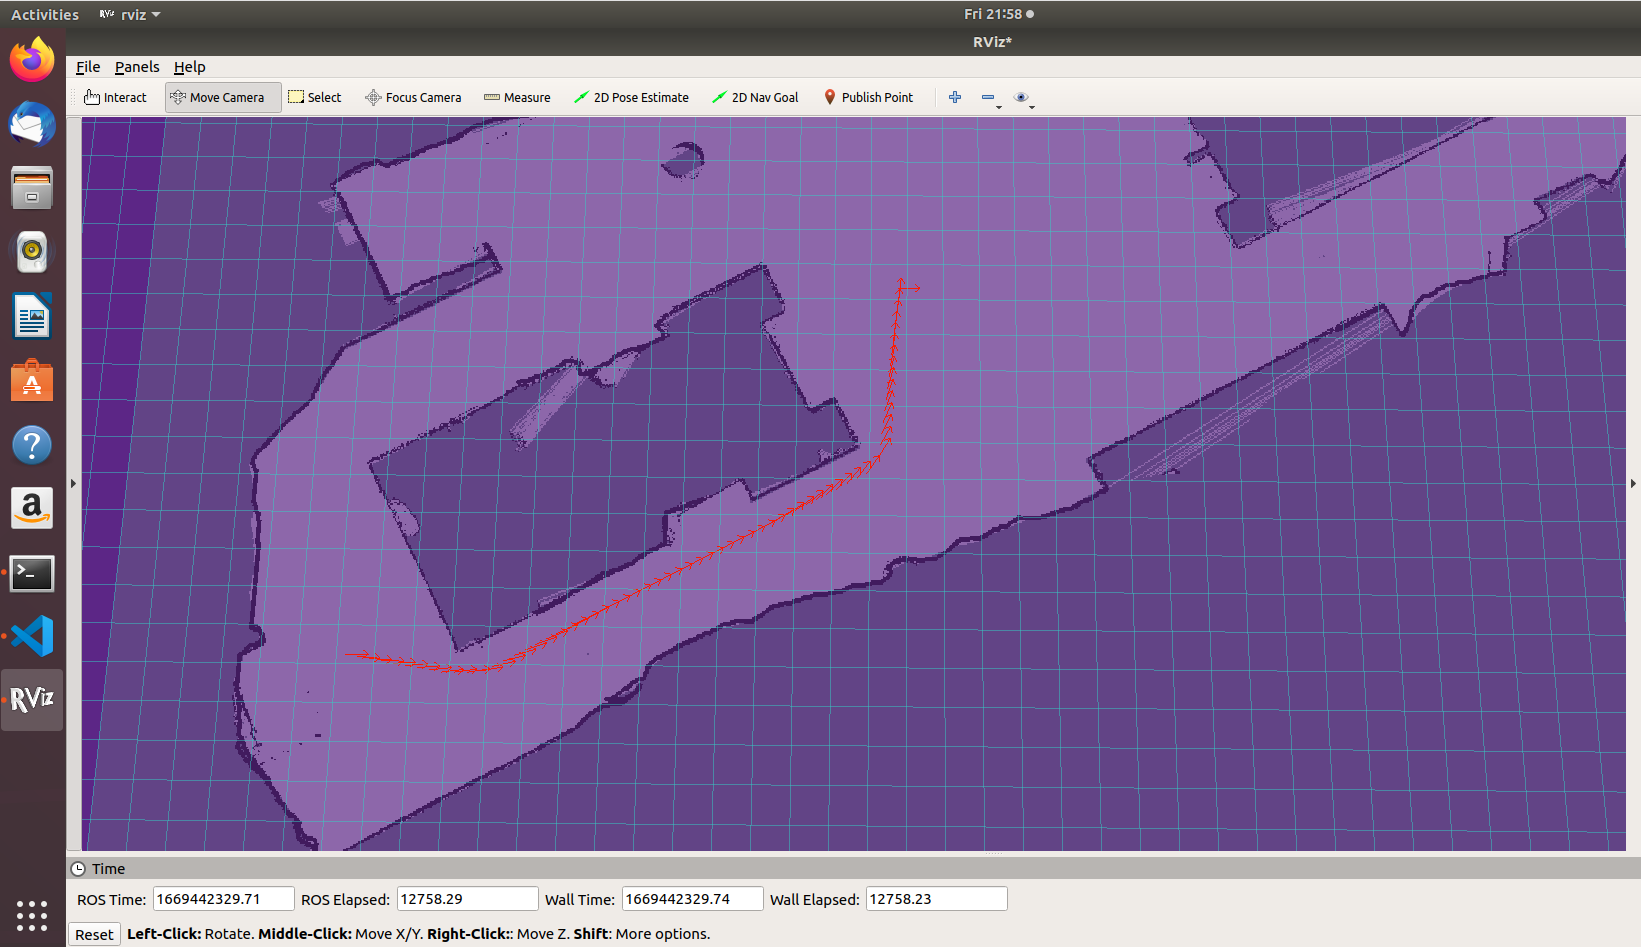 Activities RViz rviz Fri 21:58
RViz*
File Panels Help
Interact Move Camera Select Focus Camera Measure 2D Pose Estimate 2D Nav Goal Publish Point
a
>_
RViz
Time
ROS Time: 1669442329.71 ROS Elapsed: 12758.29 Wall Time: 1669442329.74 Wall Elapsed: 12758.23
Reset Left-Click: Rotate. Middle-Click: Move X/Y. Right-Click:: Move Z. Shift: More options.